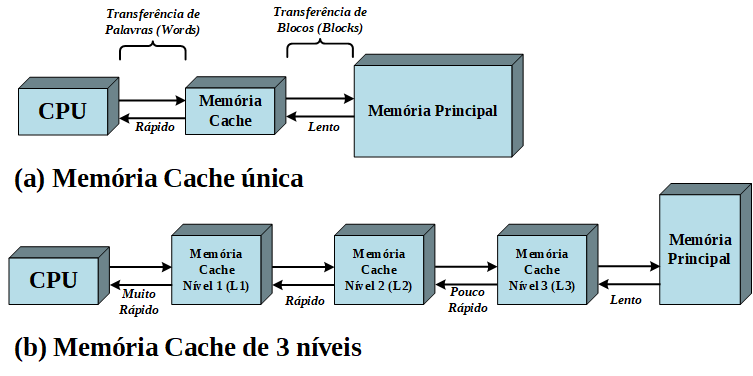 Transferência de
Palavras (Words)
Transferência de
Blocos (Blocks)
CPU
Memória
Cache
Memória Principal
Rápido
Lento
(a) Memória Cache única
CPU
Memória
Cache
Nível 1 (L1)
Memória
Cache
Nível 2 (L2)
Memória
Cache
Nível 3 (L3)
Memória
Principal
Muito
Rápido
Rápido
Pouco
Rápido
Lento
(b) Memória Cache de 3 níveis